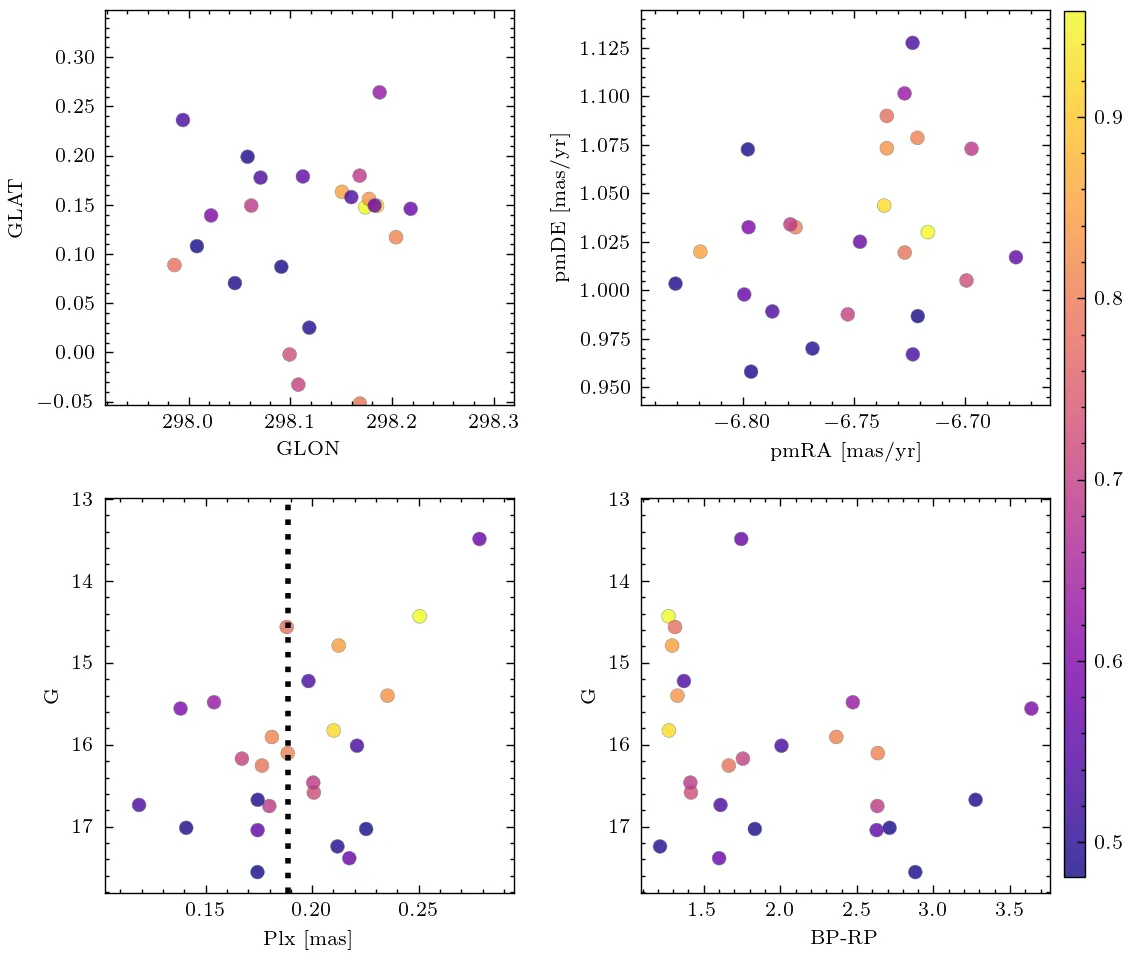 0.30
0.25
0.20
0.15
0.10
0.05
0.00
−0.05
GLAT
298.0 298.1 298.2 298.3
GLON
1.125
1.100
1.075
1.050
1.025
1.000
0.975
0.950
pmDE [mas/yr]
−6.80 −6.75 −6.70
pmRA [mas/yr]
0.9
0.8
0.7
0.6
0.5
13
14
15
16
17
G
0.15 0.20 0.25
Plx [mas]
13
14
15
16
17
G
1.5 2.0 2.5 3.0 3.5
BP-RP